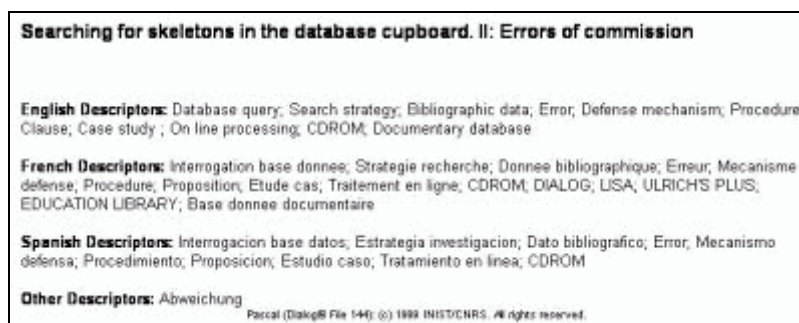 Searching for skeletons in the database cupboard. II: Errors of commission
English Descriptors: Database query; Search strategy; Bibliographic data; Error; Defense mechanism; Procedure
Clause; Case study ; On line processing; CDROM; Documentary database
French Descriptors: Interrogation base donnee; Strategie recherche; Donnee bibliographique; Erreur; Mecanisme
defense; Procedure; Proposition; Etude cas; Traitement en ligne; CDROM; DIALOG; LISA; ULRICH'S PLUS;
EDUCATION LIBRARY; Base donnee documentaire
Spanish Descriptors: Interrogacion base datos; Estrategia investigacion; Dato bibliografico; Error; Mecanismo
defensa; Procedimiento; Proposicion; Estudio caso; Tratamiento en linea; CDROM
Other Descriptors: Abweichung
Pascal (Dialog® File 144): (c) 1999 INIST/CNRS. All rights reserved.